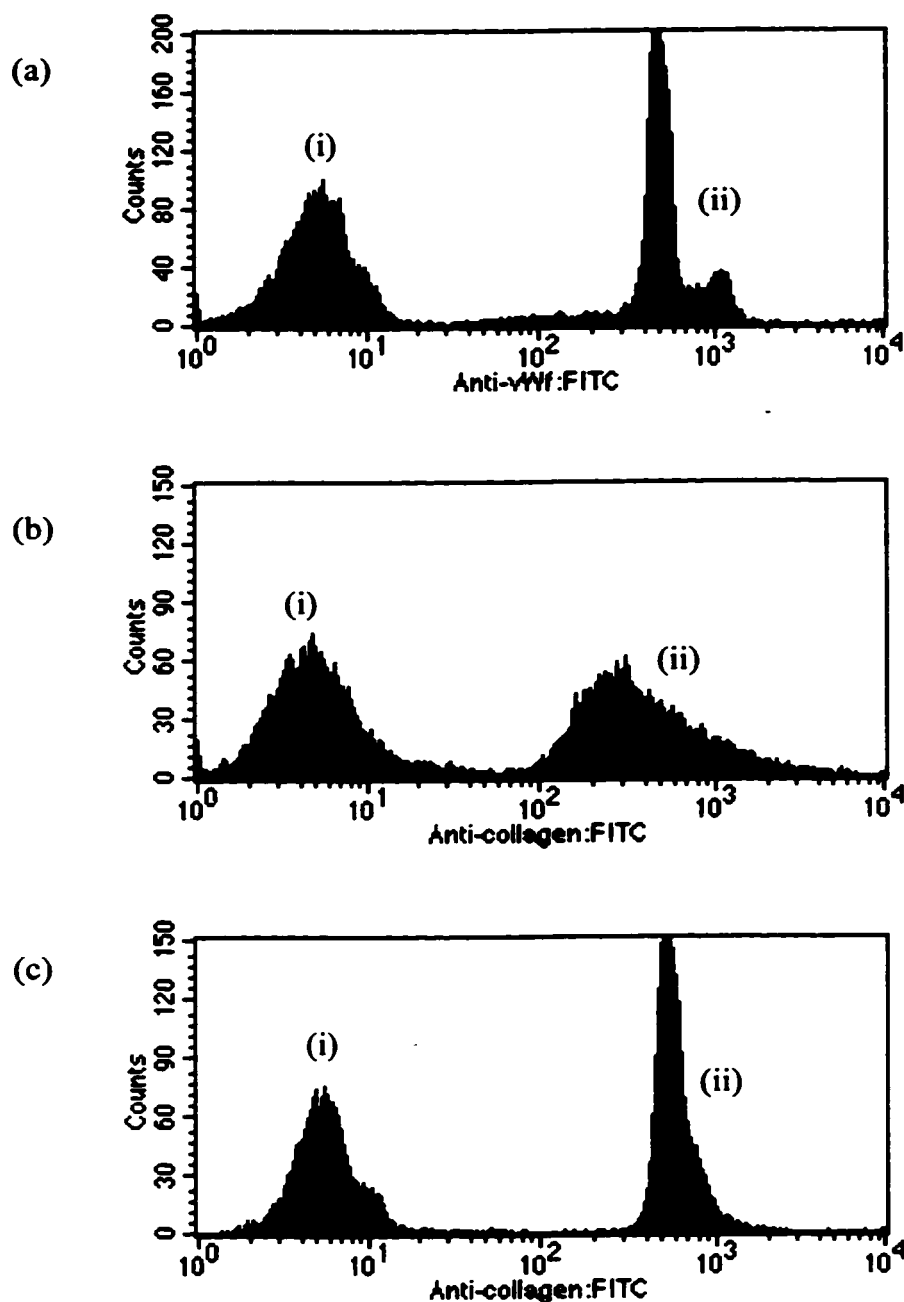 (a)
200
160
120
80
40
0
Counts
(i)
(ii)
10^0
10^1
10^2
10^3
10^4
Anti-vWf:FITC
(b)
150
120
90
60
30
0
Counts
(i)
(ii)
10^0
10^1
10^2
10^3
10^4
Anti-collagen:FITC
(c)
150
120
90
60
30
0
Counts
(i)
(ii)
10^0
10^1
10^2
10^3
10^4
Anti-collagen:FITC